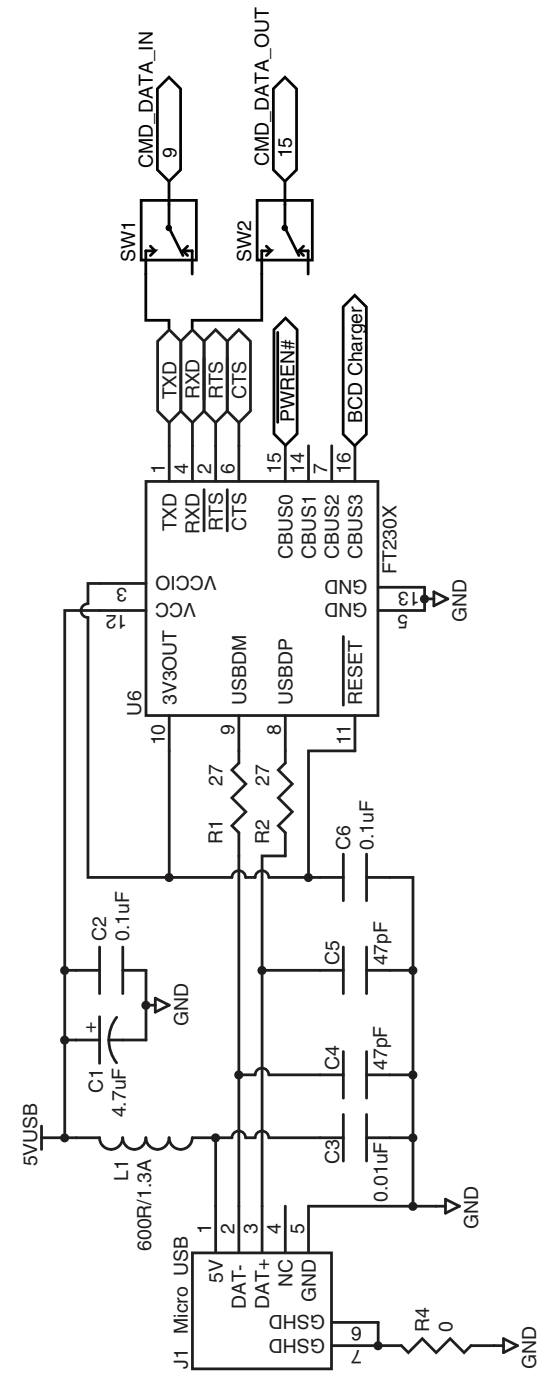 5VUSB
L1
600R/1.3A
C1
4.7uF
+
C2
0.1uF
GND
J1 Micro USB
5V
DAT-
DAT+
NC
GND
GSHD
GSHD
1
2
3
4
5
6
7
R4
0
GND
C3
0.01uF
C4
47pF
C5
47pF
C6
0.1uF
GND
R1
27
R2
27
10
9
8
11
U6
3V3OUT
USBDM
USBDP
RESET
12
3
VCC
VCCIO
GND
GND
5
13
GND
FT230X
TXD
RXD
RTS
CTS
CBUS0
CBUS1
CBUS2
CBUS3
1
4
2
6
15
14
7
16
TXD
RXD
RTS
CTS
PWREN#
BCD Charger
SW1
SW2
CMD_DATA_IN
9
CMD_DATA_OUT
15